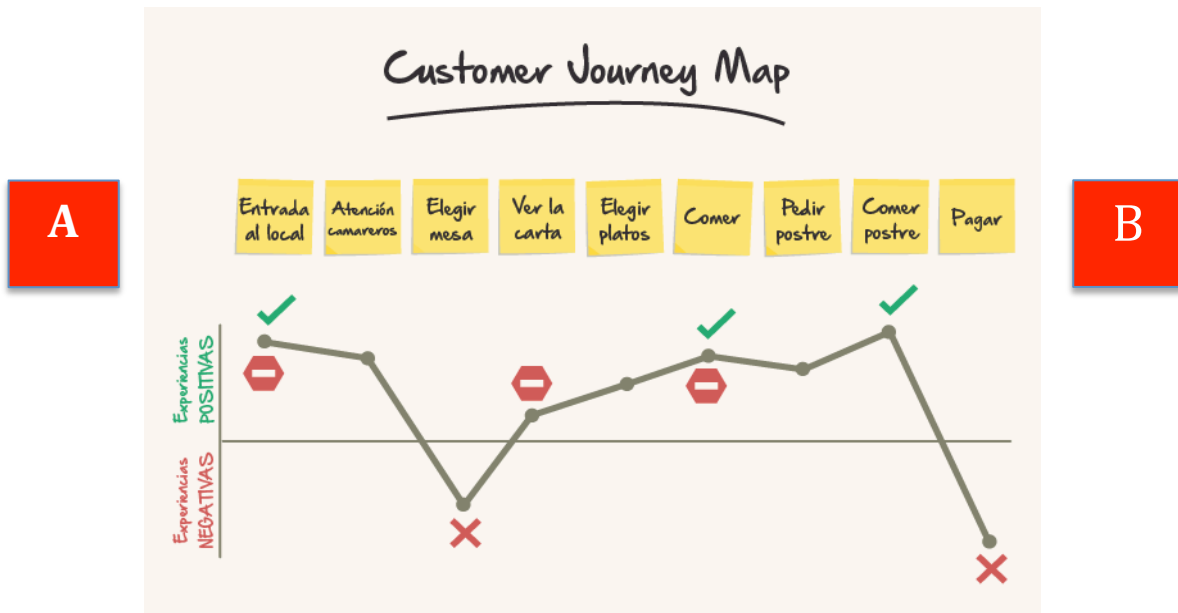 Customer Journey Map
A
Entrada
al local
Atención
camareros
Elegir
mesa
Ver la
carta
Elegir
platos
Comer
Pedir
postre
Comer
postre
Pagar
B
Experiencias
POSITIVAS
Experiencias
NEGATIVAS